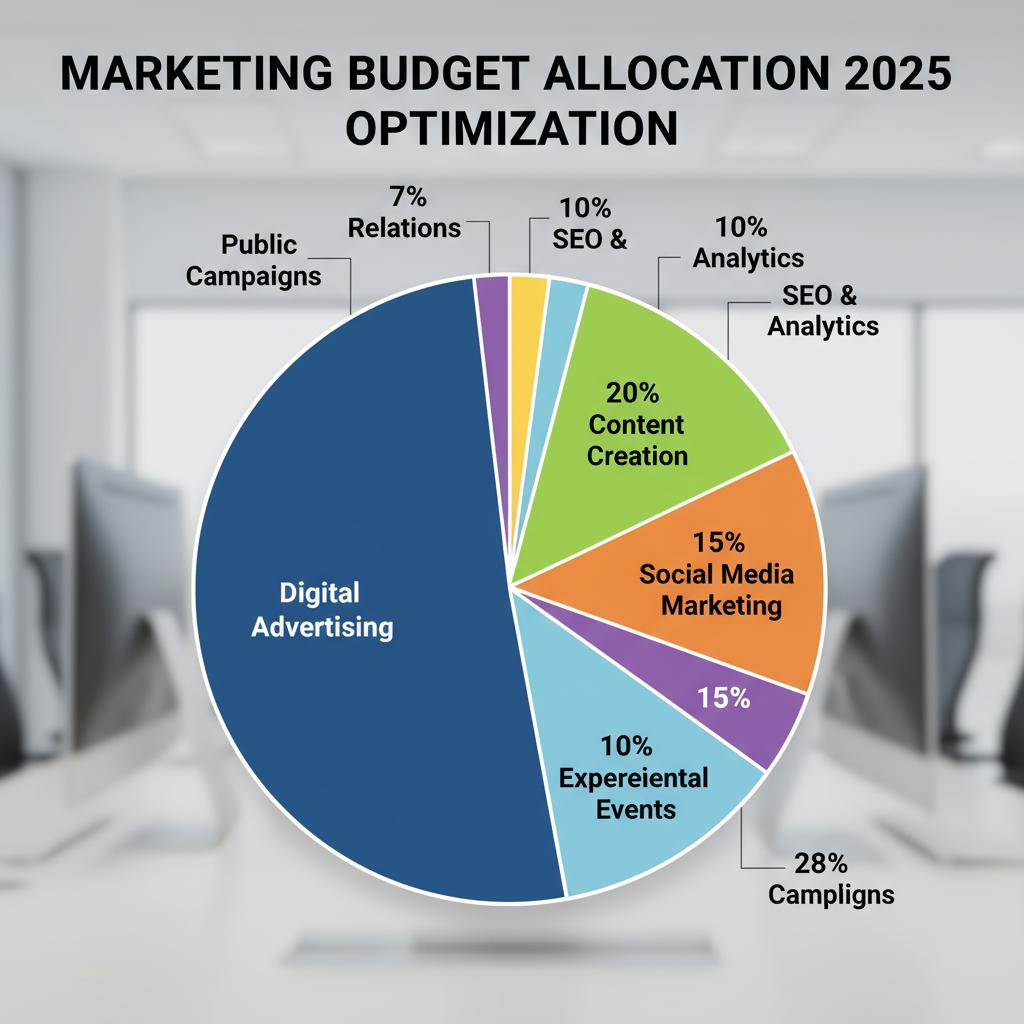 MARKETING BUDGET ALLOCATION 2025
OPTIMIZATION
7%
Relations
10%
SEO &
10%
Analytics
Public
Campaigns
SEO &
Analytics
20%
Content
Creation
15%
Social Media
Marketing
Digital
Advertising
15%
10%
Expereiental
Events
28%
Campligns